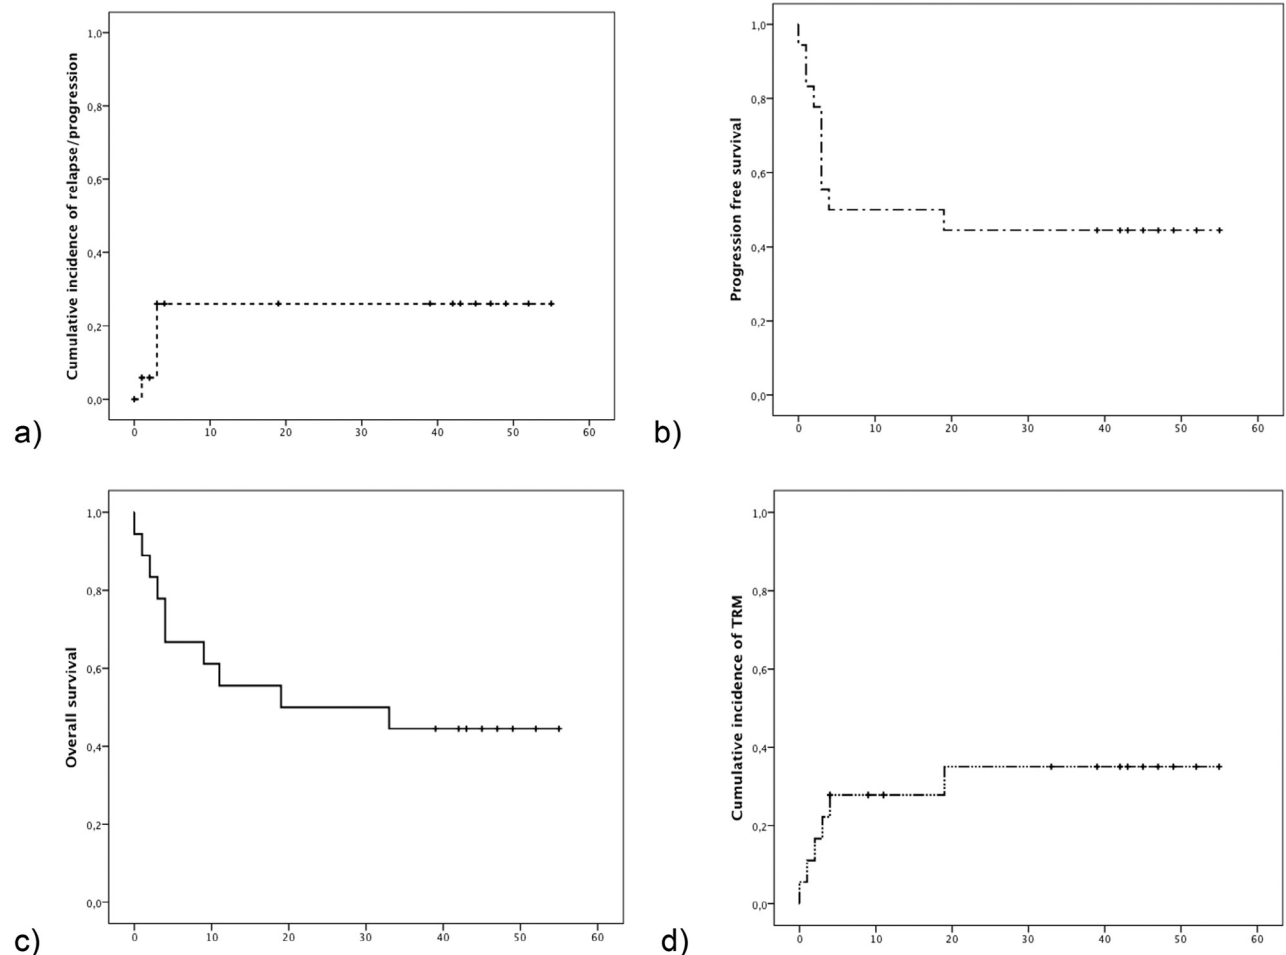 Cumulative incidence of relapse/progression
1,0
0,8
0,6
0,4
0,2
0,0
0 10 20 30 40 50 60
a)
Progression free survival
1,0
0,8
0,6
0,4
0,2
0,0
0 10 20 30 40 50 60
b)
Overall survival
1,0
0,8
0,6
0,4
0,2
0,0
0 10 20 30 40 50 60
c)
Cumulative incidence of TRM
1,0
0,8
0,6
0,4
0,2
0,0
0 10 20 30 40 50 60
d)